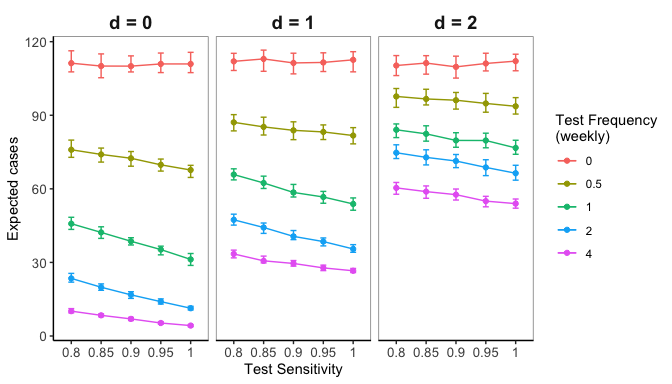 d = 0 d = 1 d = 2
120
90
60
30
0
Expected cases
0.8 0.85 0.9 0.95 1 0.8 0.85 0.9 0.95 1 0.8 0.85 0.9 0.95 1
Test Sensitivity
Test Frequency
(weekly)
0
0.5
1
2
4